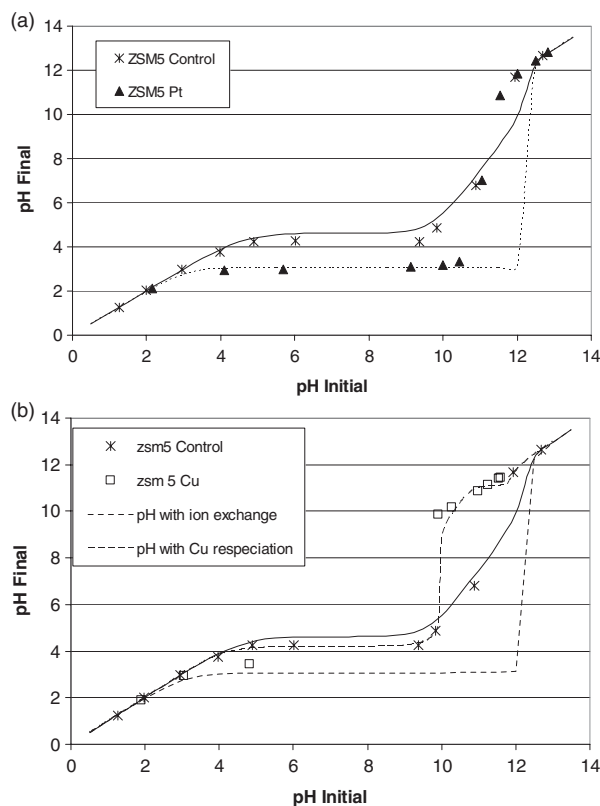 (a)
14
12
10
8
6
4
2
0
pH Final
ZSM5 Control
ZSM5 Pt
0 2 4 6 8 10 12 14
pH Initial
(b)
14
12
10
8
6
4
2
0
pH Final
zsm5 Control
zsm 5 Cu
pH with ion exchange
pH with Cu respeciation
0 2 4 6 8 10 12 14
pH Initial